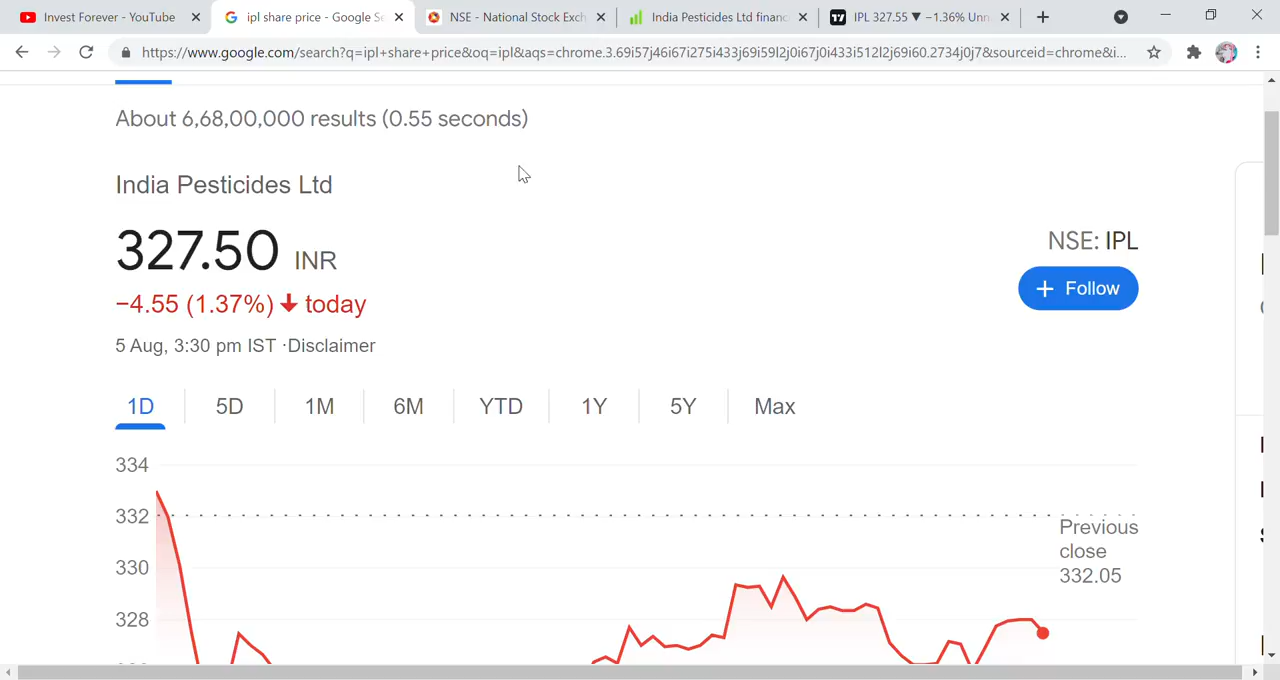 Invest Forever - YouTube
ipl share price - Google Se
NSE - National Stock Exch
India Pesticides Ltd financ
IPL 327.55 ▼ −1.36% Unn
https://www.google.com/search?q=ipl+share+price&oq=ipl&aqs=chrome.3.69i57j46i67i275i433j69i59l2j0i67j0i433i512l2j69i60.2734j0j7&sourceid=chrome&i...
About 6,68,00,000 results (0.55 seconds)
India Pesticides Ltd
327.50 INR
NSE: IPL
−4.55 (1.37%) today
+ Follow
5 Aug, 3:30 pm IST ·Disclaimer
1D 5D 1M 6M YTD 1Y 5Y Max
334
332
Previous
close
332.05
330
328